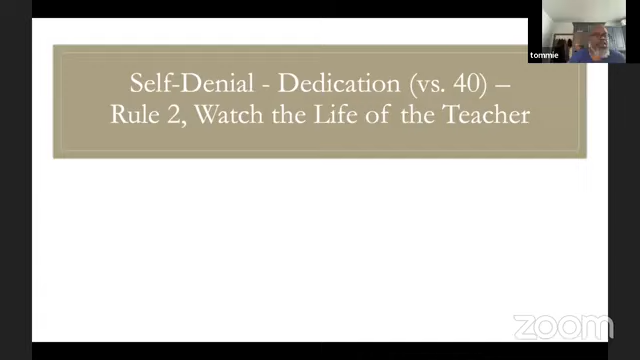 Self-Denial - Dedication (vs. 40) –
Rule 2, Watch the Life of the Teacher
tommie
zoom